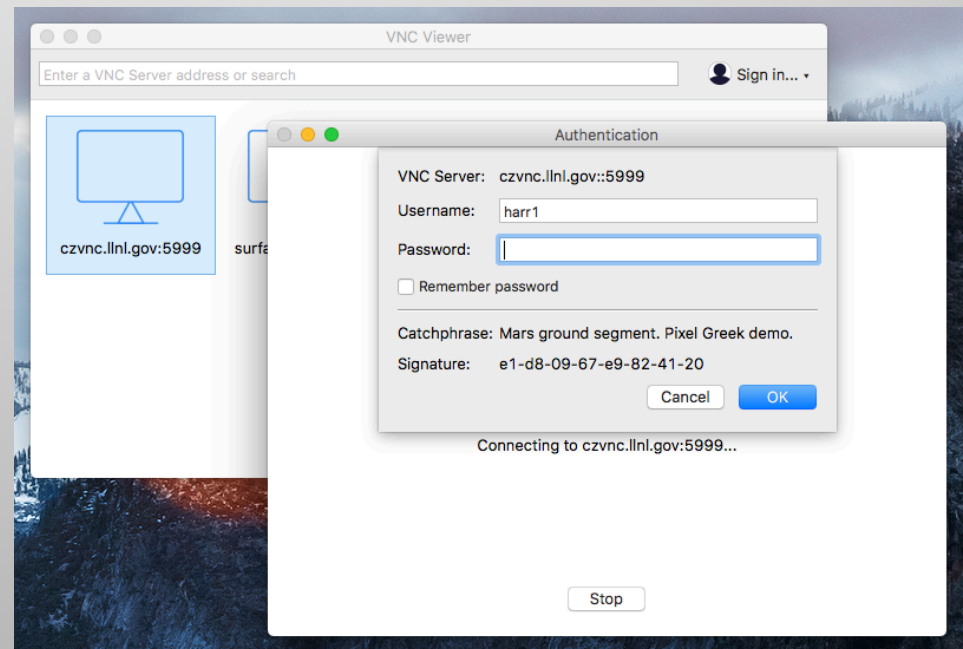 VNC Viewer
Enter a VNC Server address or search
Sign in...
czvnc.llnl.gov:5999
surfa
Authentication
VNC Server: czvnc.llnl.gov::5999
Username: harr1
Password:
Remember password
Catchphrase: Mars ground segment. Pixel Greek demo.
Signature: e1-d8-09-67-e9-82-41-20
Cancel OK
Connecting to czvnc.llnl.gov:5999...
Stop